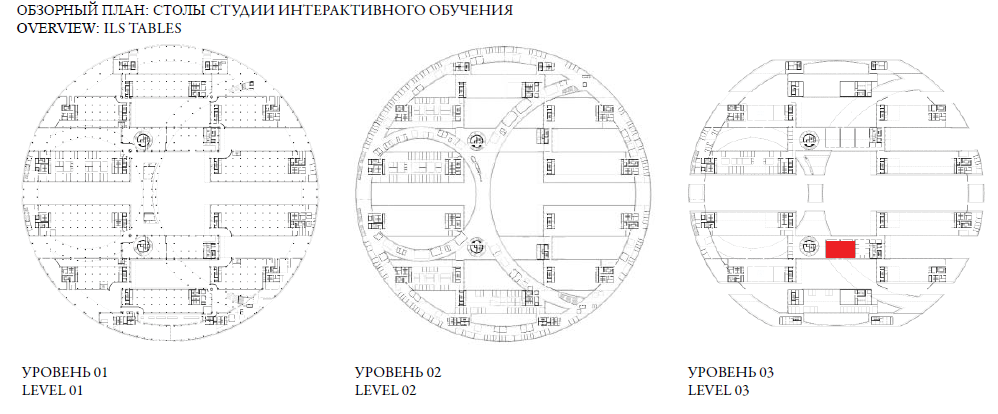 ОБЗОРНЫЙ ПЛАН: СТОЛЫ СТУДИИ ИНТЕРАКТИВНОГО ОБУЧЕНИЯ
OVERVIEW: ILS TABLES
УРОВЕНЬ 01
LEVEL 01
УРОВЕНЬ 02
LEVEL 02
УРОВЕНЬ 03
LEVEL 03